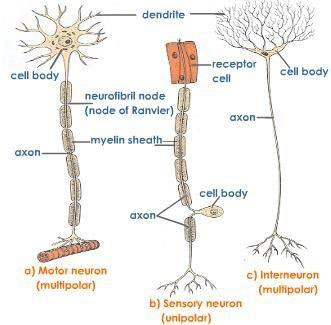 dendrite
cell body
receptor
cell
cell body
neurofibril node
(node of Ranvier)
axon
myelin sheath
axon
cell body
axon
a) Motor neuron
(multipolar)
b) Sensory neuron
(unipolar)
c) Interneuron
(multipolar)